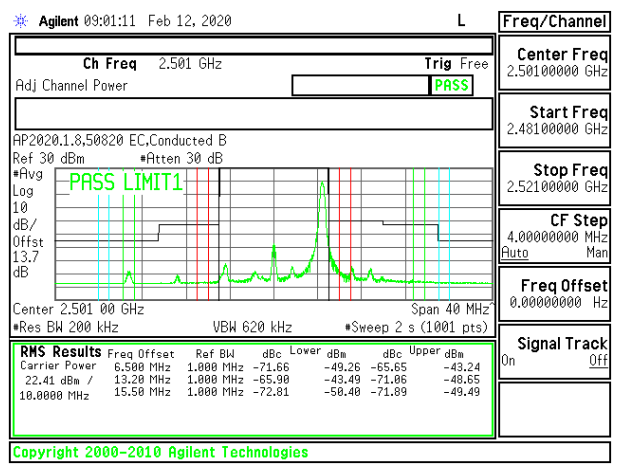 Agilent 09:01:11 Feb 12, 2020 L Freq/Channel
Ch Freq 2.501 GHz Trig Free
Adj Channel Power PASS
Center Freq
2.50100000 GHz
Start Freq
2.48100000 GHz
Stop Freq
2.52100000 GHz
CF Step
4.00000000 MHz
Auto Man
Freq Offset
0.00000000 Hz
Signal Track
On Off
AP2020.1.8,50820 EC,Conducted B
Ref 30 dBm #Atten 30 dB
#Avg
Log
10
dB/
Offst
13.7
dB
PASS LIMIT1
Center 2.501 00 GHz Span 40 MHz
#Res BW 200 kHz VBW 620 kHz #Sweep 2 s (1001 pts)
RMS Results Freq Offset Ref BW dBc Lower dBm dBc Upper dBm
Carrier Power 6.500 MHz 1.000 MHz -71.66 -49.26 -65.65 -43.24
22.41 dBm / 13.20 MHz 1.000 MHz -65.90 -43.49 -71.06 -48.65
10.0000 MHz 15.50 MHz 1.000 MHz -72.81 -50.40 -71.89 -49.49
Copyright 2000-2010 Agilent Technologies